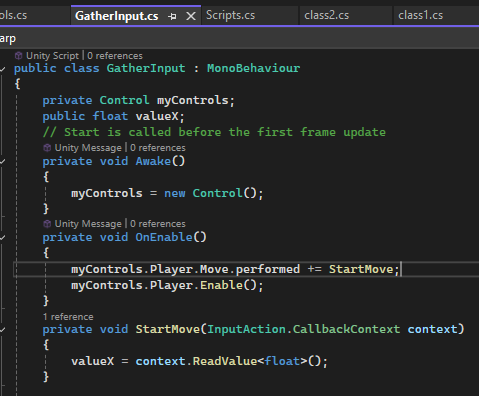 ols.cs GatherInput.cs Scripts.cs class2.cs class1.cs
arp
Unity Script | 0 references
public class GatherInput : MonoBehaviour
{
private Control myControls;
public float valueX;
// Start is called before the first frame update
Unity Message | 0 references
private void Awake()
{
myControls = new Control();
}
Unity Message | 0 references
private void OnEnable()
{
myControls.Player.Move.performed += StartMove;
myControls.Player.Enable();
}
1 reference
private void StartMove(InputAction.CallbackContext context)
{
valueX = context.ReadValue<float>();
}